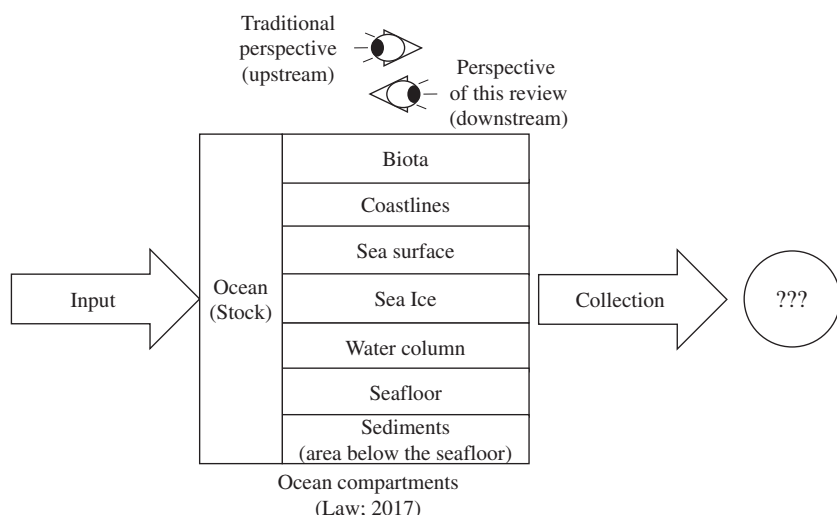 Traditional
perspective
(upstream)
Perspective
of this review
(downstream)
Biota
Coastlines
Sea surface
Input
Ocean
(Stock)
Sea Ice
Collection
???
Water column
Seafloor
Sediments
(area below the seafloor)
Ocean compartments
(Law; 2017)